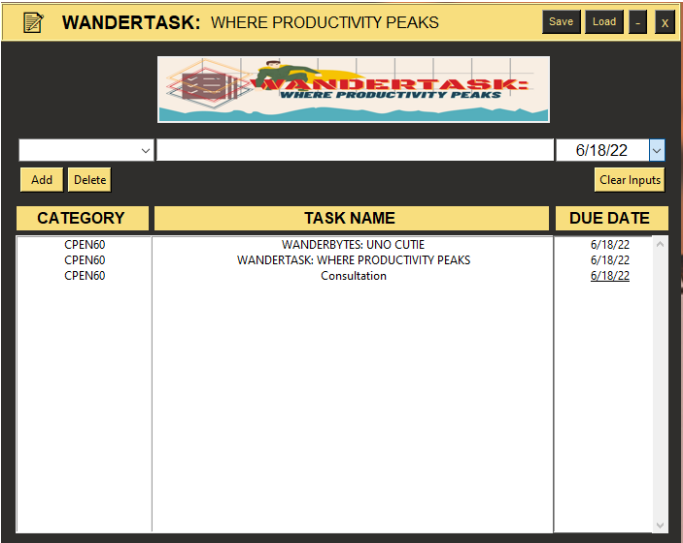 WANDERTASK: WHERE PRODUCTIVITY PEAKS Save Load - X
WANDERTASK:
WHERE PRODUCTIVITY PEAKS
6/18/22
Add Delete Clear Inputs
CATEGORY TASK NAME DUE DATE
CPEN60 WANDERBYTES: UNO CUTIE 6/18/22
CPEN60 WANDERTASK: WHERE PRODUCTIVITY PEAKS 6/18/22
CPEN60 Consultation 6/18/22